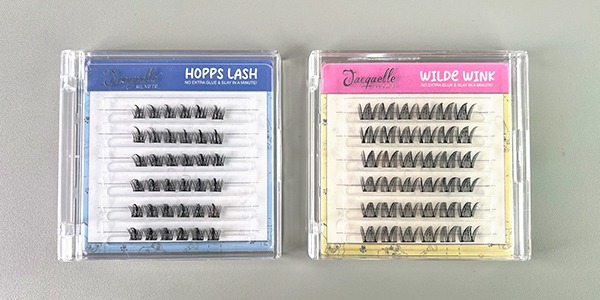 Jacquelle
HOPPS LASH
NO EXTRA GLUE & SLAY IN A MINUTE!
Jacquelle
WILDE WINK
NO EXTRA GLUE & SLAY IN A MINUTE!